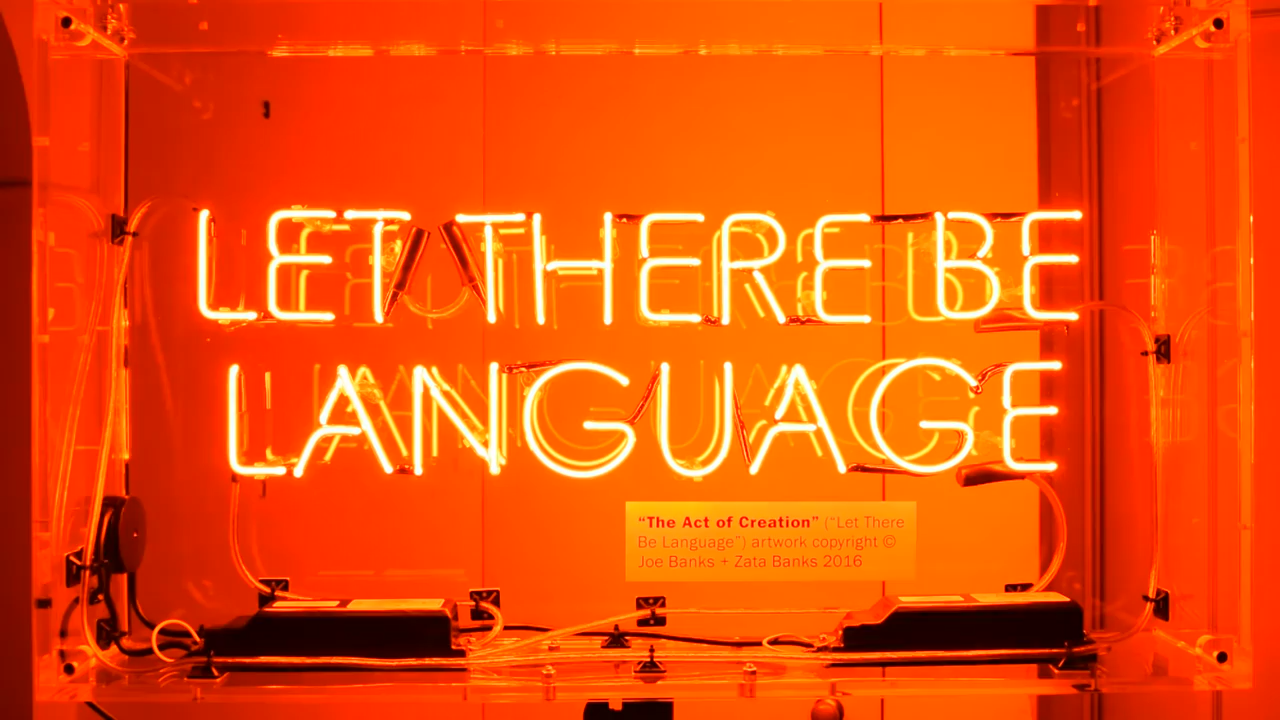 LET THERE BE
LANGUAGE
“The Act of Creation” (“Let There
Be Language”) artwork copyright ©
Joe Banks + Zata Banks 2016